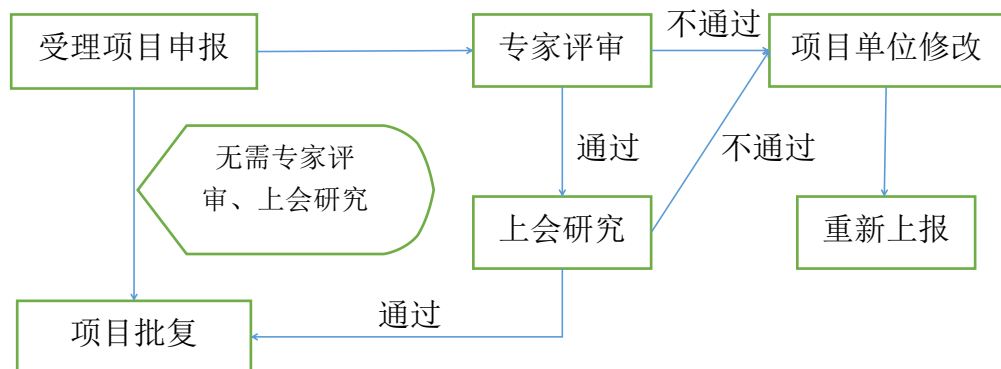 受理项目申报
专家评审
不通过
项目单位修改
无需专家评
审、上会研究
通过
不通过
上会研究
重新上报
项目批复
通过